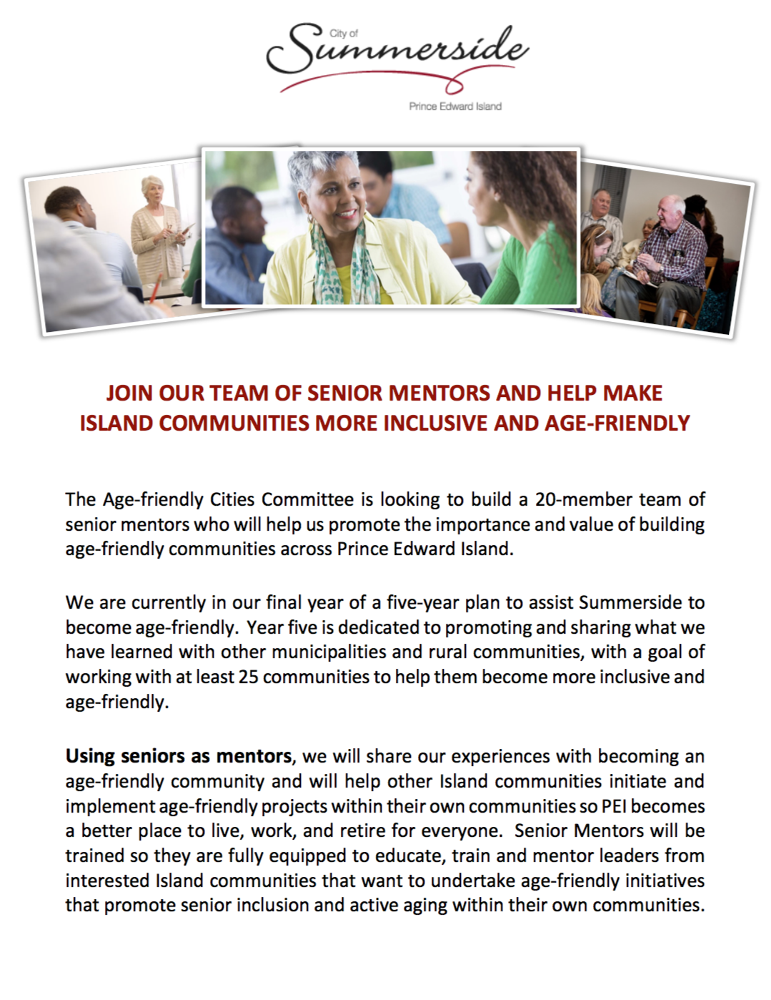 City of
Summerside
Prince Edward Island
JOIN OUR TEAM OF SENIOR MENTORS AND HELP MAKE
ISLAND COMMUNITIES MORE INCLUSIVE AND AGE-FRIENDLY
The Age-friendly Cities Committee is looking to build a 20-member team of
senior mentors who will help us promote the importance and value of building
age-friendly communities across Prince Edward Island.
We are currently in our final year of a five-year plan to assist Summerside to
become age-friendly.  Year five is dedicated to promoting and sharing what we
have learned with other municipalities and rural communities, with a goal of
working with at least 25 communities to help them become more inclusive and
age-friendly.
Using seniors as mentors, we will share our experiences with becoming an
age-friendly community and will help other Island communities initiate and
implement age-friendly projects within their own communities so PEI becomes
a better place to live, work, and retire for everyone.  Senior Mentors will be
trained so they are fully equipped to educate, train and mentor leaders from
interested Island communities that want to undertake age-friendly initiatives
that promote senior inclusion and active aging within their own communities.